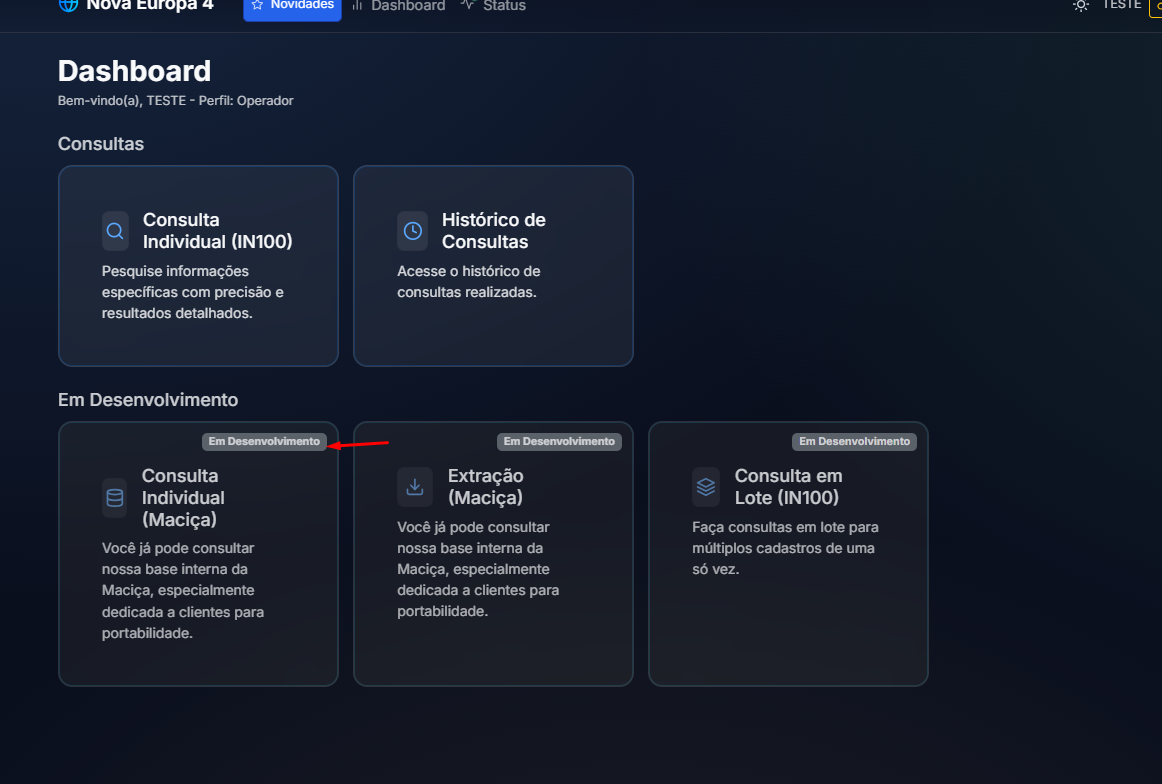 Nova Europa 4
Novidades
Dashboard
Status
TESTE
Dashboard
Bem-vindo(a), TESTE - Perfil: Operador
Consultas
Consulta
Individual (IN100)
Pesquise informações
específicas com precisão e
resultados detalhados.
Histórico de
Consultas
Acesse o histórico de
consultas realizadas.
Em Desenvolvimento
Em Desenvolvimento
Consulta
Individual
(Maciça)
Você já pode consultar
nossa base interna da
Maciça, especialmente
dedicada a clientes para
portabilidade.
Em Desenvolvimento
Extração
(Maciça)
Você já pode consultar
nossa base interna da
Maciça, especialmente
dedicada a clientes para
portabilidade.
Em Desenvolvimento
Consulta em
Lote (IN100)
Faça consultas em lote para
múltiplos cadastros de uma
só vez.